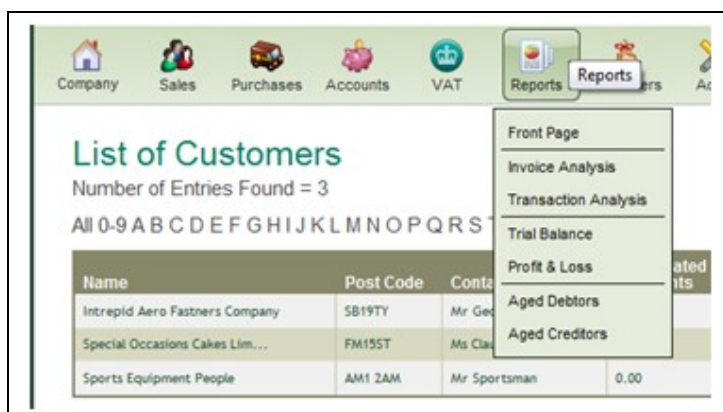 Company Sales Purchases Accounts VAT Reports
Reports
Front Page
Invoice Analysis
Transaction Analysis
Trial Balance
Profit & Loss
Aged Debtors
Aged Creditors
List of Customers
Number of Entries Found = 3
All 0-9 A B C D E F G H I J K L M N O P Q R S
Name Post Code
Intrepid Aero Fastners Company SB19TY Mr
Special Occasions Cakes Lim... FM15ST Ms
Sports Equipment People AM1 2AM Mr Sportsman 0.00